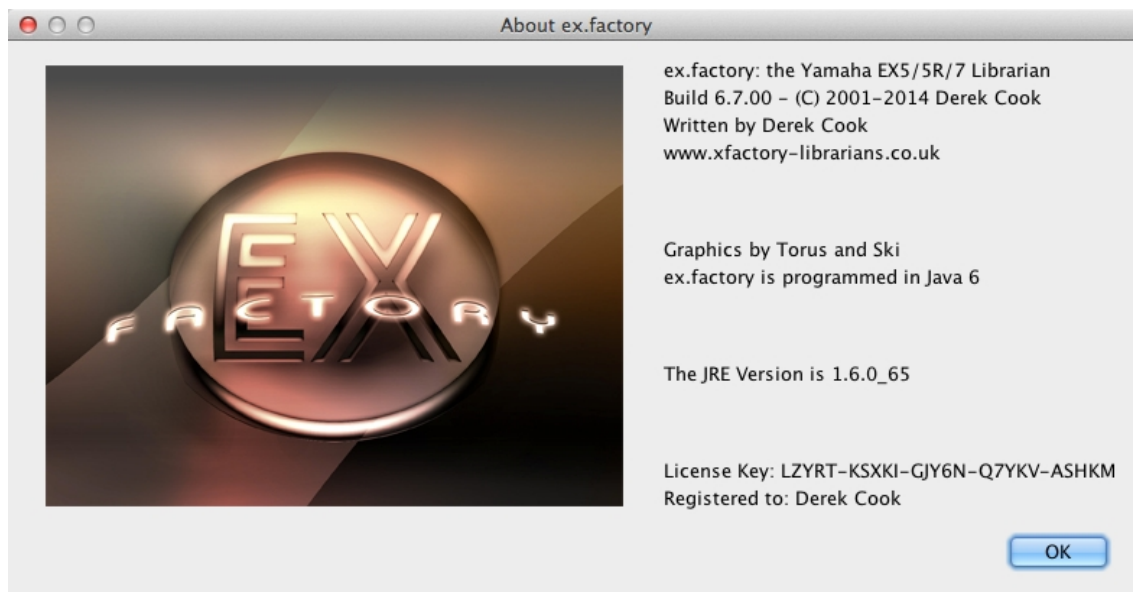 About ex.factory
EX
FACTORY
ex.factory: the Yamaha EX5/5R/7 Librarian
Build 6.7.00 - (C) 2001-2014 Derek Cook
Written by Derek Cook
www.xfactory-librarians.co.uk
Graphics by Torus and Ski
ex.factory is programmed in Java 6
The JRE Version is 1.6.0_65
License Key: LZYRT-KSXKI-GJY6N-Q7YKV-ASHKM
Registered to: Derek Cook
OK